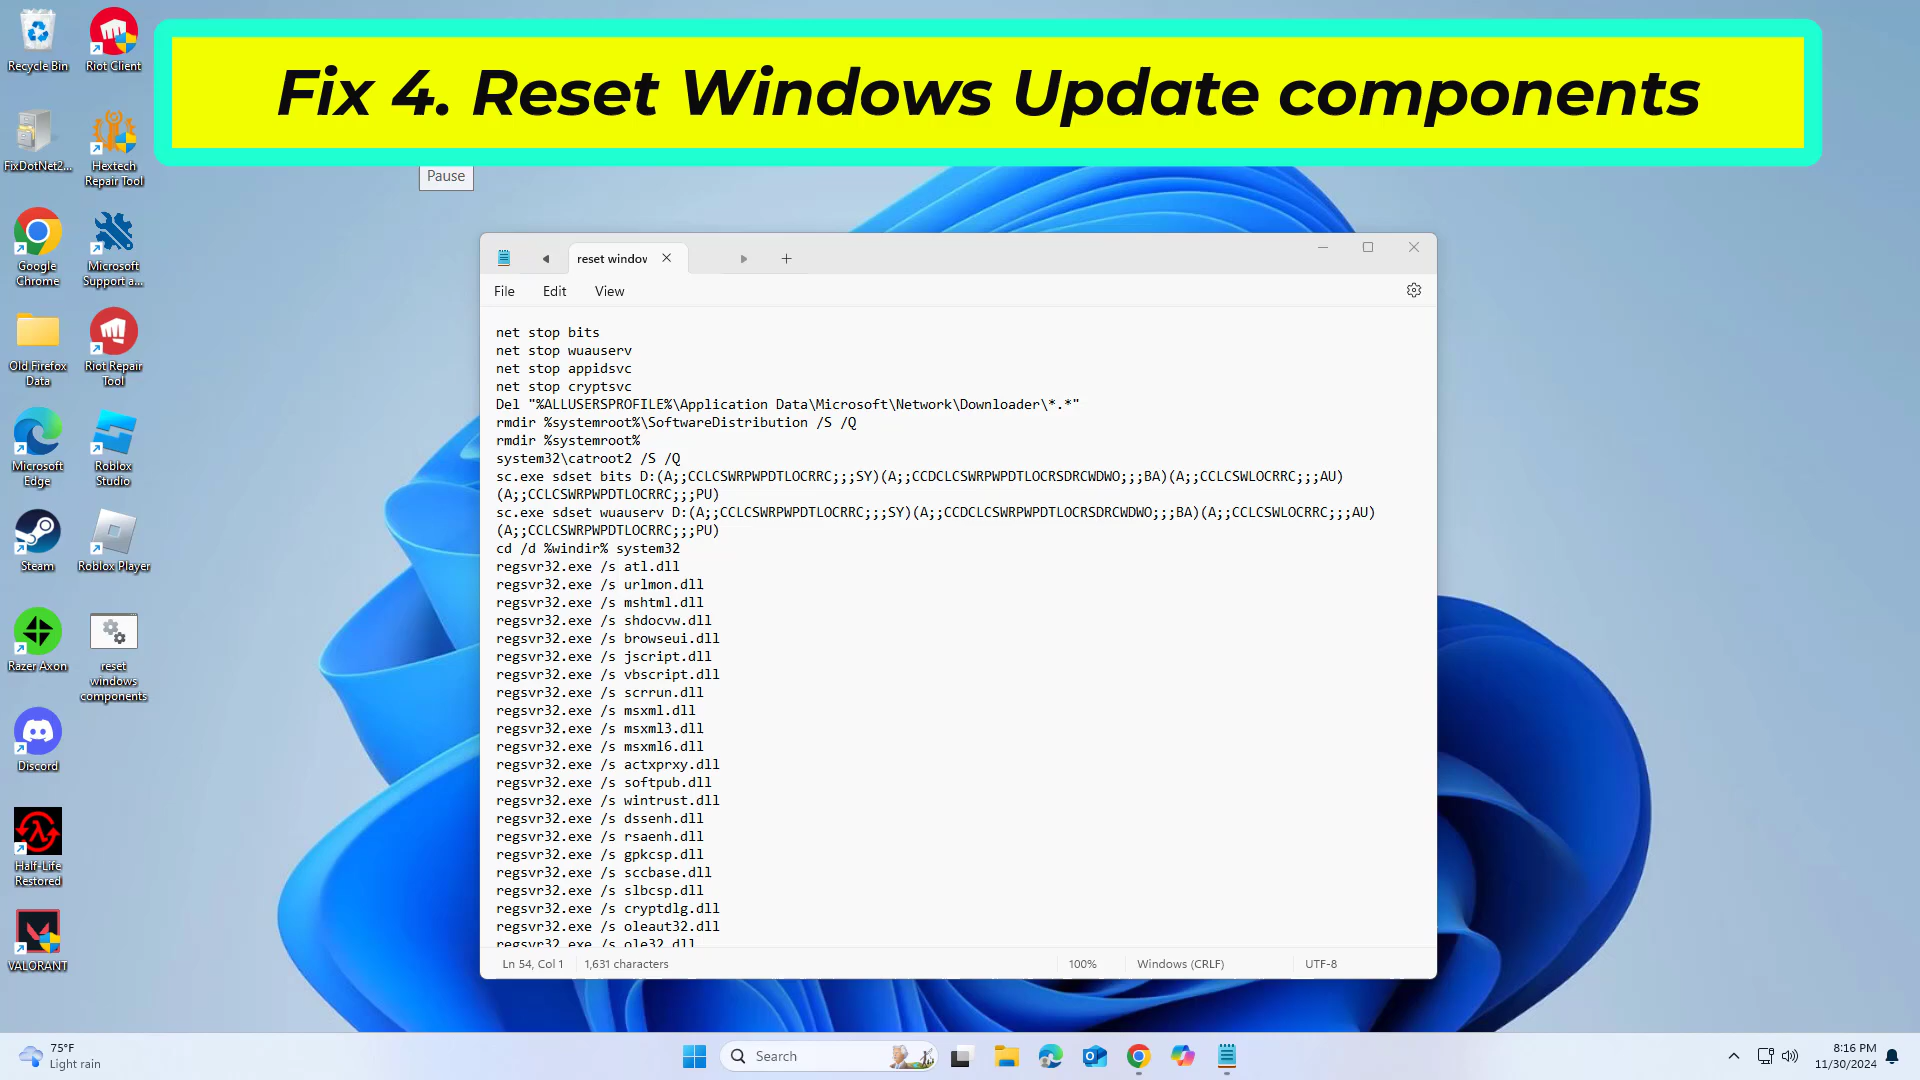 Fix 4. Reset Windows Update components
Recycle Bin
Riot Client
FixDotNet2...
Hextech
Repair Tool
Google
Chrome
Microsoft
Support a...
Old Firefox
Data
Riot Repair
Tool
Microsoft
Edge
Roblox
Studio
Steam
Roblox Player
Razer Axon
reset
windows
components
Discord
Half-Life
Restored
VALORANT
Pause
reset window
File
Edit
View
net stop bits
net stop wuauserv
net stop appidsvc
net stop cryptsvc
Del "%ALLUSERSPROFILE%\Application Data\Microsoft\Network\Downloader\*.*"
rmdir %systemroot%\SoftwareDistribution /S /Q
rmdir %systemroot%
system32\catroot2 /S /Q
sc.exe sdset bits D:(A;;CCLCSWRPWPDTLOCRRC;;;SY)(A;;CCDCLCSWRPWPDTLOCRSDRCWDWO;;;BA)(A;;CCLCSWLOCRRC;;;AU)
(A;;CCLCSWRPWPDTLOCRRC;;;PU)
sc.exe sdset wuauserv D:(A;;CCLCSWRPWPDTLOCRRC;;;SY)(A;;CCDCLCSWRPWPDTLOCRSDRCWDWO;;;BA)(A;;CCLCSWLOCRRC;;;AU)
(A;;CCLCSWRPWPDTLOCRRC;;;PU)
cd /d %windir% system32
regsvr32.exe /s atl.dll
regsvr32.exe /s urlmon.dll
regsvr32.exe /s mshtml.dll
regsvr32.exe /s shdocvw.dll
regsvr32.exe /s browseui.dll
regsvr32.exe /s jscript.dll
regsvr32.exe /s vbscript.dll
regsvr32.exe /s scrrun.dll
regsvr32.exe /s msxml.dll
regsvr32.exe /s msxml3.dll
regsvr32.exe /s msxml6.dll
regsvr32.exe /s actxprxy.dll
regsvr32.exe /s softpub.dll
regsvr32.exe /s wintrust.dll
regsvr32.exe /s dssenh.dll
regsvr32.exe /s rsaenh.dll
regsvr32.exe /s gpkcsp.dll
regsvr32.exe /s sccbase.dll
regsvr32.exe /s slbcsp.dll
regsvr32.exe /s cryptdlg.dll
regsvr32.exe /s oleaut32.dll
regsvr32.exe /s ole32.dll
Ln 54, Col 1
1,631 characters
100%
Windows (CRLF)
UTF-8
75°F
Light rain
Search
8:16 PM
11/30/2024